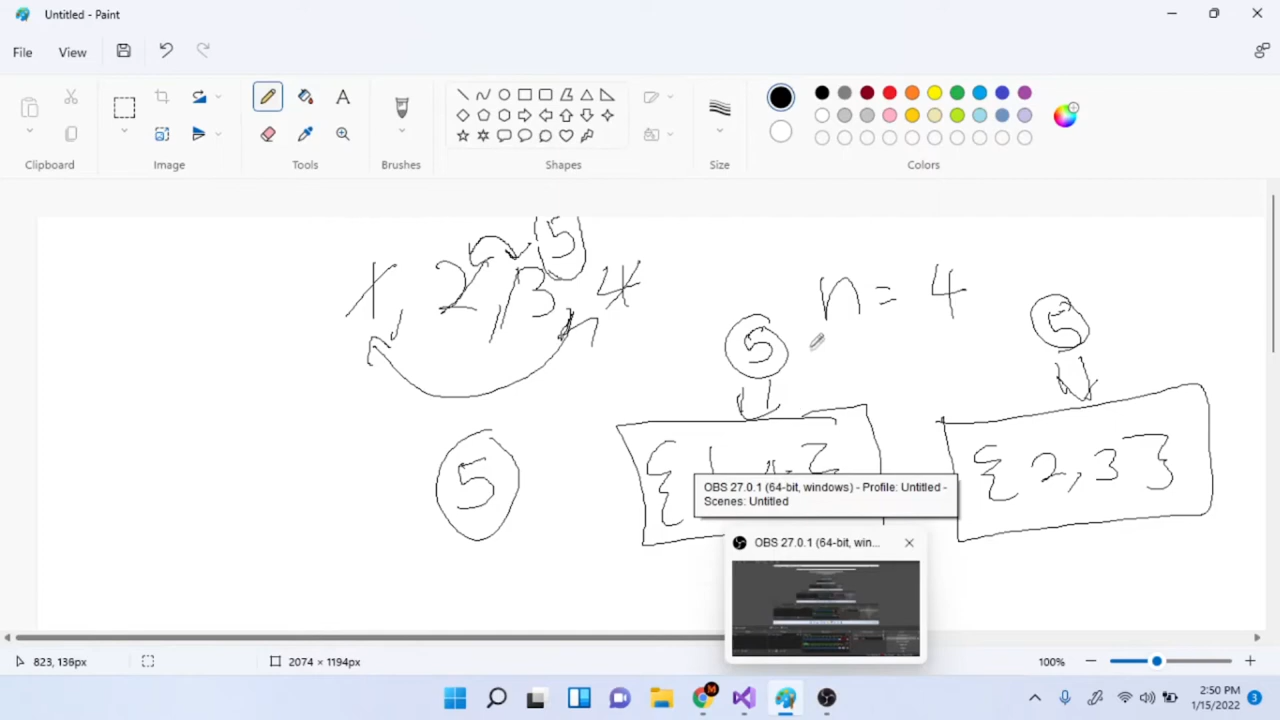 Untitled - Paint
File View
Clipboard
Image
Tools
Brushes
Shapes
Size
Colors
5
1, 2, 3, 4
n = 4
5
5
5
{2,3}
OBS 27.0.1 (64-bit, windows) - Profile: Untitled -
Scenes: Untitled
OBS 27.0.1 (64-bit, win...
823, 136px
2074 × 1194px
100%
2:50 PM
1/15/2022
3